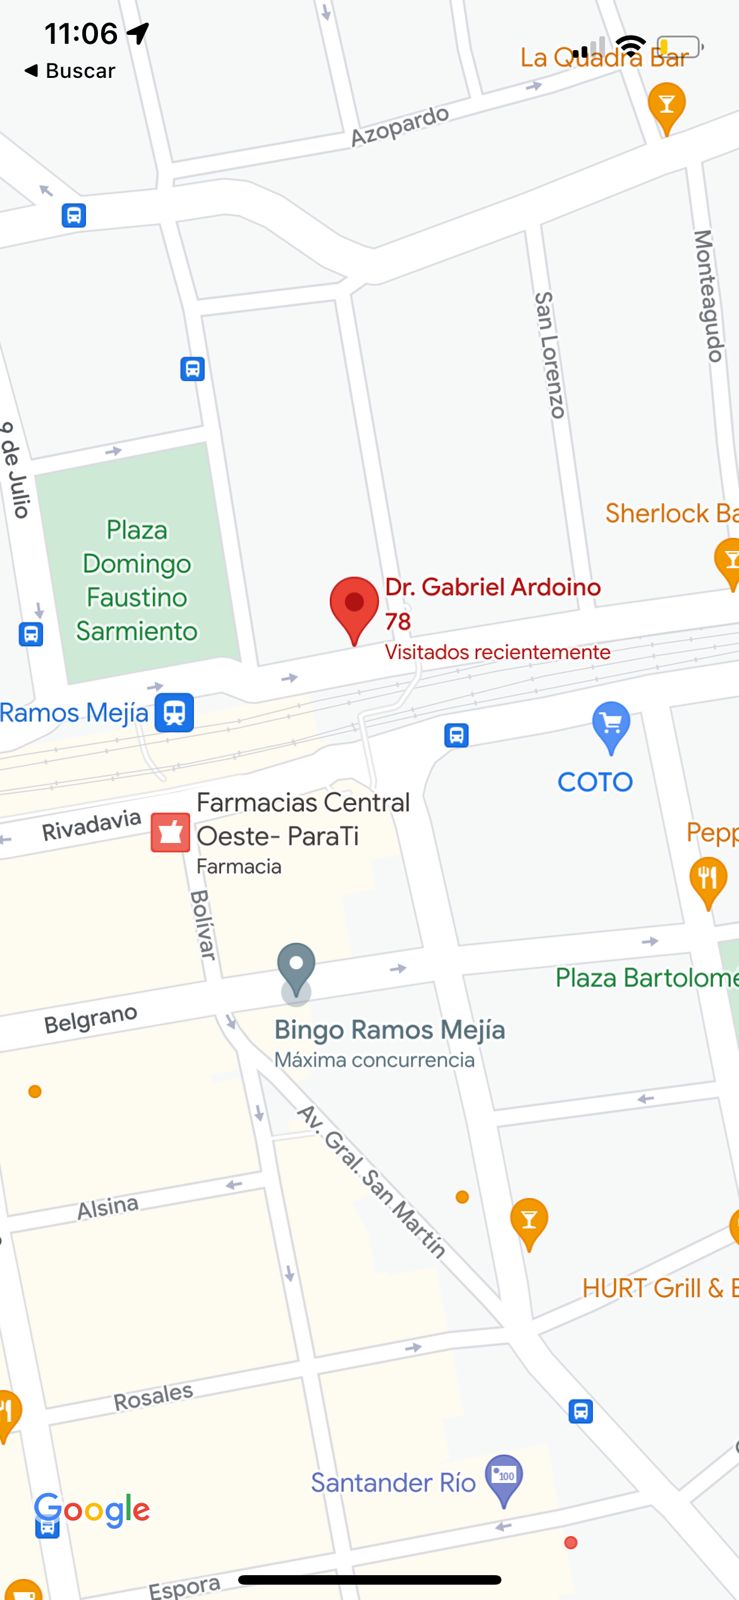 11:06
Buscar
La Quadra Bar
Azopardo
Monteagudo
San Lorenzo
9 de Julio
Plaza
Domingo
Faustino
Sarmiento
Sherlock Ba
Dr. Gabriel Ardoino
78
Visitados recientemente
Ramos Mejía
COTO
Farmacias Central
Oeste- ParaTi
Farmacia
Rivadavia
Pepp
Bolívar
Plaza Bartolome
Belgrano
Bingo Ramos Mejía
Máxima concurrencia
Av. Gral. San Martín
Alsina
HURT Grill & B
Rosales
Santander Río
100
Google
Espora